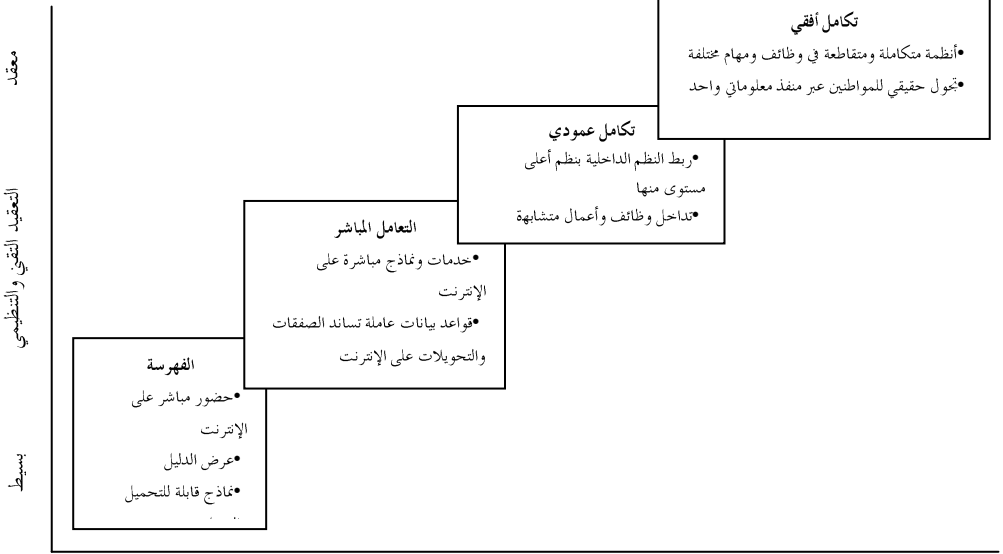 تكامل أفقي
•أنظمة متكاملة ومتقاطعة في وظائف ومهام مختلفة
•تجول حقيقي للمواطنين عبر منفذ معلوماتي واحد
تكامل عمودي
•ربط النظم الداخلية بنظم أعلى
مستوى منها
•تداخل وظائف وأعمال متشابهة
التعامل المباشر
•خدمات ونماذج مباشرة على
الإنترنت
•قواعد بيانات عاملة تساند الصفقات
والتحويلات على الإنترنت
الفهرسة
•حضور مباشر على
الإنترنت
•عرض الدليل
•نماذج قابلة للتحميل
معقد
التعقيد التقني والتنظيمي
بسيط